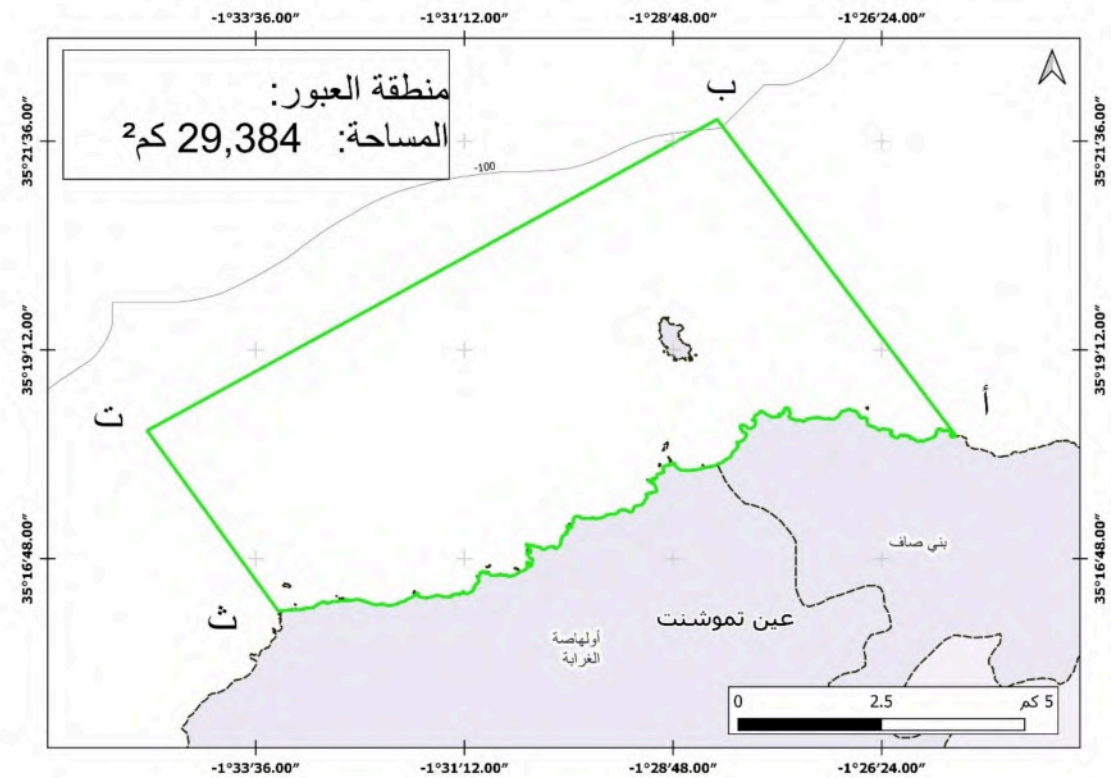 -1°33'36.00" -1°31'12.00" -1°28'48.00" -1°26'24.00"
منطقة العبور:
المساحة: 29,384 كم²
ب
35°21'36.00" 35°21'36.00"
-100
35°19'12.00" 35°19'12.00"
أ
ت
35°16'48.00" 35°16'48.00"
بني صاف
ث
عين تموشنت
أولهاصة
الغرابة
0 2.5 5 كم
-1°33'36.00" -1°31'12.00" -1°28'48.00" -1°26'24.00"